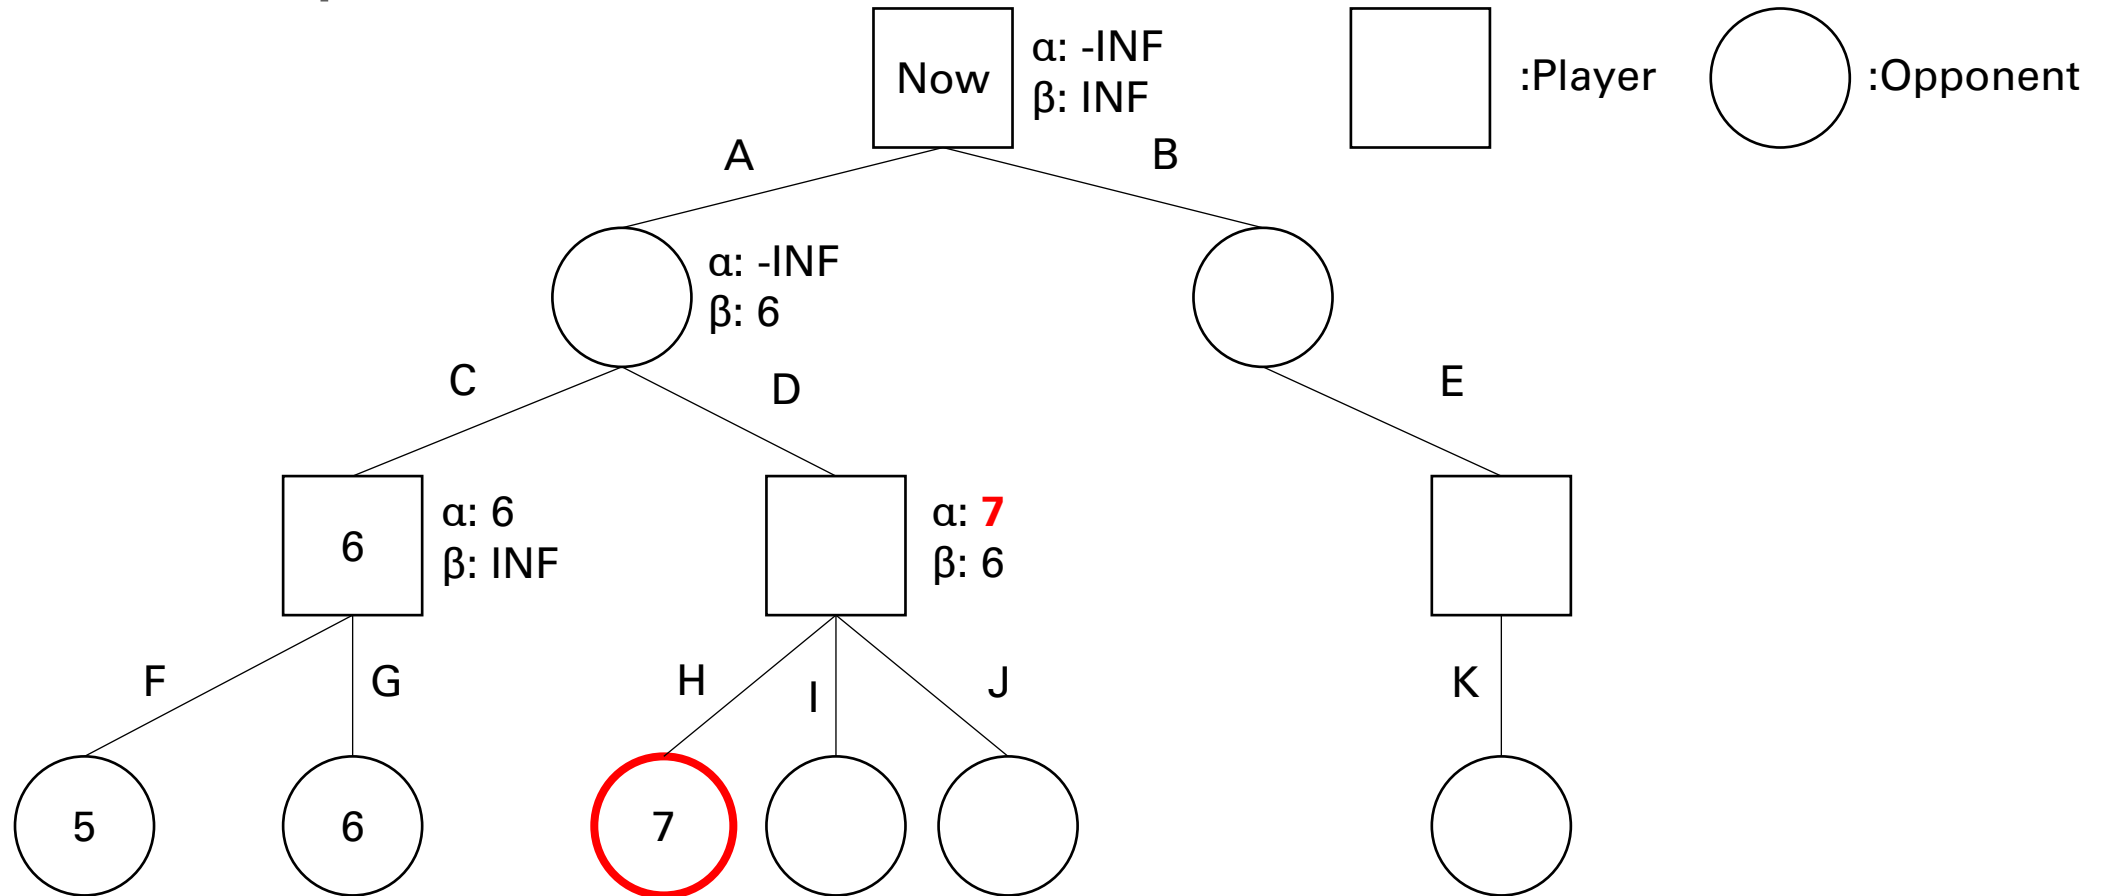 Now
α: -INF
β: INF
:Player
:Opponent
A
B
α: -INF
β: 6
C
D
E
6
α: 6
β: INF
α: 7
β: 6
F
G
H
I
J
K
5
6
7